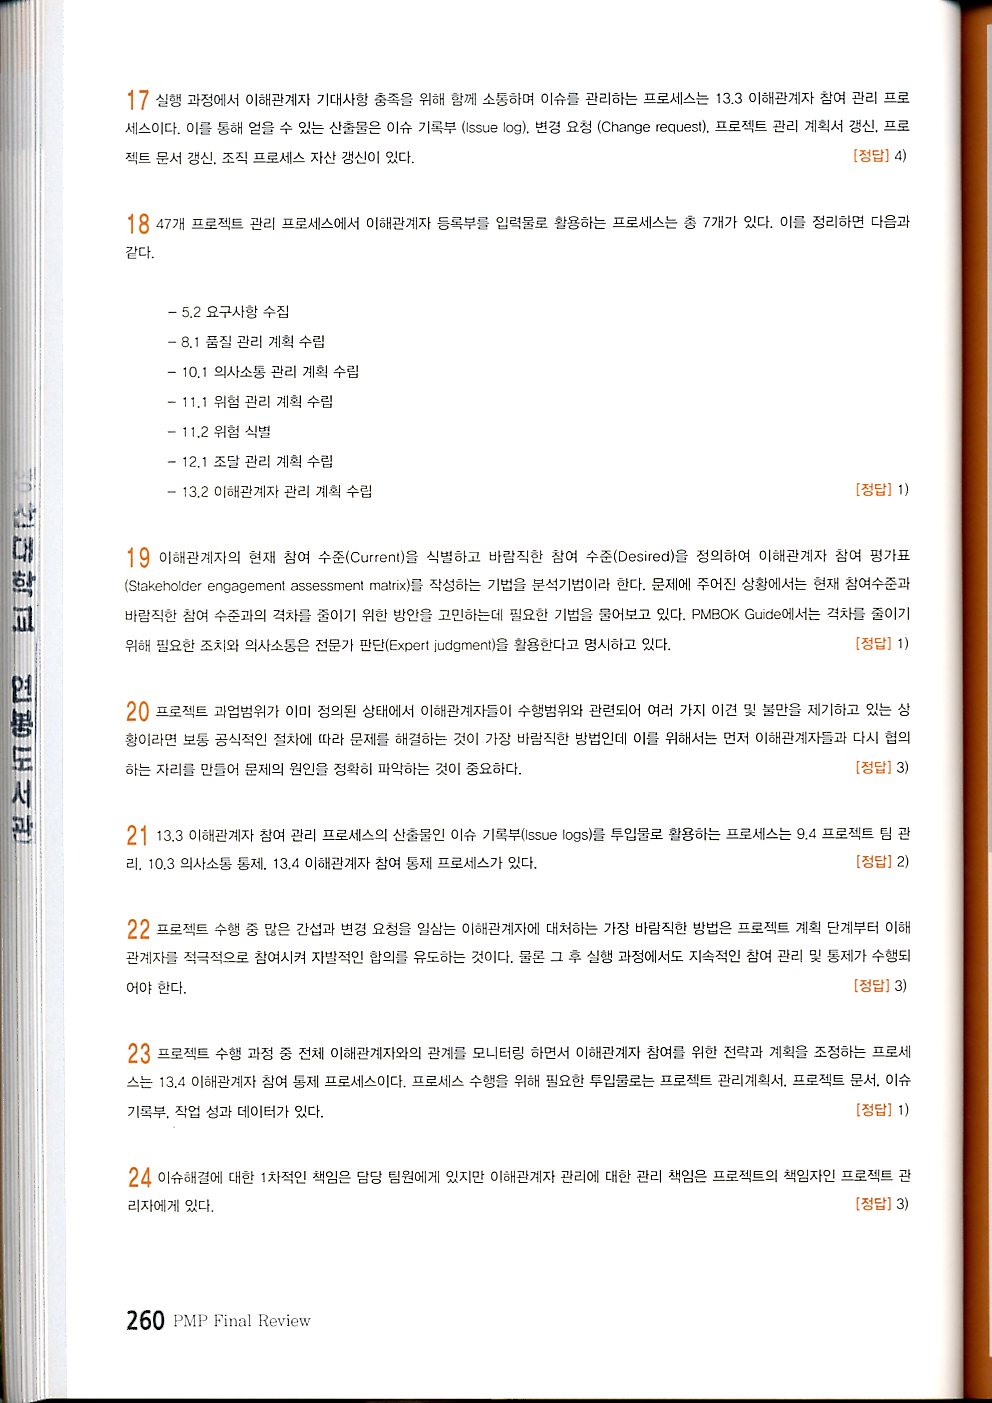 17 실행 과정에서 이해관계자 기대사항 충족을 위해 함께 소통하며 이슈를 관리하는 프로세스는 13.3 이해관계자 참여 관리 프로
세스이다. 이를 통해 얻을 수 있는 산출물은 이슈 기록부 (Issue log), 변경 요청 (Change request), 프로젝트 관리 계획서 갱신, 프로
젝트 문서 갱신, 조직 프로세스 자산 갱신이 있다. [정답] 4)
18 47개 프로젝트 관리 프로세스에서 이해관계자 등록부를 입력물로 활용하는 프로세스는 총 7개가 있다. 이를 정리하면 다음과
같다.
– 5.2 요구사항 수집
– 8.1 품질 관리 계획 수립
– 10.1 의사소통 관리 계획 수립
– 11.1 위험 관리 계획 수립
– 11.2 위험 식별
– 12.1 조달 관리 계획 수립
– 13.2 이해관계자 관리 계획 수립 [정답] 1)
19 이해관계자의 현재 참여 수준(Current)을 식별하고 바람직한 참여 수준(Desired)을 정의하여 이해관계자 참여 평가표
(Stakeholder engagement assessment matrix)를 작성하는 기법을 분석기법이라 한다. 문제에 주어진 상황에서는 현재 참여수준과
바람직한 참여 수준과의 격차를 줄이기 위한 방안을 고민하는데 필요한 기법을 물어보고 있다. PMBOK Guide에서는 격차를 줄이기
위해 필요한 조치와 의사소통은 전문가 판단(Expert judgment)을 활용한다고 명시하고 있다. [정답] 1)
20 프로젝트 과업범위가 이미 정의된 상태에서 이해관계자들이 수행범위와 관련되어 여러 가지 이견 및 불만을 제기하고 있는 상
황이라면 보통 공식적인 절차에 따라 문제를 해결하는 것이 가장 바람직한 방법인데 이를 위해서는 먼저 이해관계자들과 다시 협의
하는 자리를 만들어 문제의 원인을 정확히 파악하는 것이 중요하다. [정답] 3)
21 13.3 이해관계자 참여 관리 프로세스의 산출물인 이슈 기록부(Issue logs)를 투입물로 활용하는 프로세스는 9.4 프로젝트 팀 관
리, 10.3 의사소통 통제, 13.4 이해관계자 참여 통제 프로세스가 있다. [정답] 2)
22 프로젝트 수행 중 많은 간섭과 변경 요청을 일삼는 이해관계자에 대처하는 가장 바람직한 방법은 프로젝트 계획 단계부터 이해
관계자를 적극적으로 참여시켜 자발적인 합의를 유도하는 것이다. 물론 그 후 실행 과정에서도 지속적인 참여 관리 및 통제가 수행되
어야 한다. [정답] 3)
23 프로젝트 수행 과정 중 전체 이해관계자와의 관계를 모니터링 하면서 이해관계자 참여를 위한 전략과 계획을 조정하는 프로세
스는 13.4 이해관계자 참여 통제 프로세스이다. 프로세스 수행을 위해 필요한 투입물로는 프로젝트 관리계획서, 프로젝트 문서, 이슈
기록부, 작업 성과 데이터가 있다. [정답] 1)
24 이슈해결에 대한 1차적인 책임은 담당 팀원에게 있지만 이해관계자 관리에 대한 관리 책임은 프로젝트의 책임자인 프로젝트 관
리자에게 있다. [정답] 3)
260 PMP Final Review